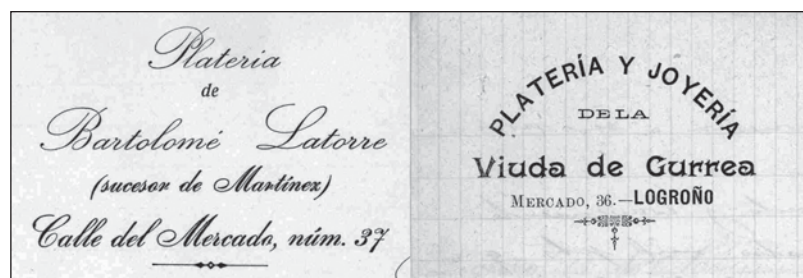 Plateria
de
Bartolomé Latorre
(sucesor de Martínez)
Calle del Mercado, núm. 37
PLATERÍA Y JOYERÍA
DE LA
Viuda de Gurrea
MERCADO, 36.—LOGROÑO